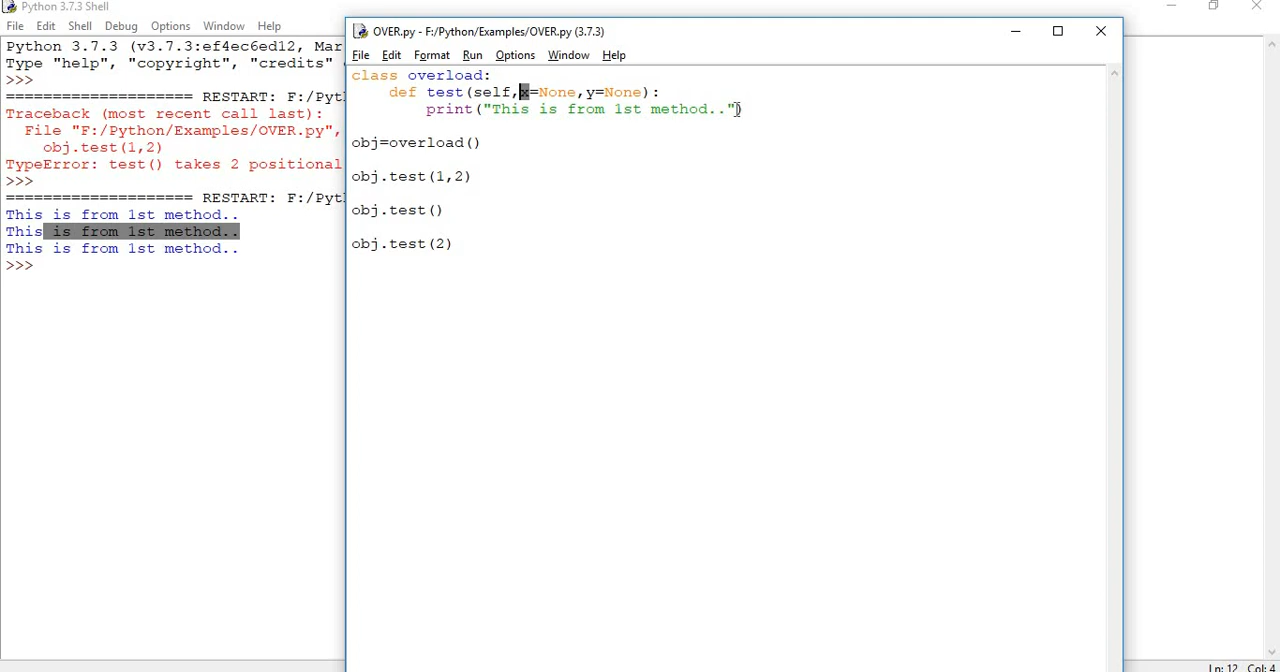 Python 3.7.3 Shell
File Edit Shell Debug Options Window Help
Python 3.7.3 (v3.7.3:ef4ec6ed12, Mar
Type "help", "copyright", "credits"
>>>
==================== RESTART: F:/Pyt
Traceback (most recent call last):
  File "F:/Python/Examples/OVER.py",
    obj.test(1,2)
TypeError: test() takes 2 positional
>>>
==================== RESTART: F:/Pyt
This is from 1st method..
This is from 1st method..
This is from 1st method..
>>>
OVER.py - F:/Python/Examples/OVER.py (3.7.3)
File Edit Format Run Options Window Help
class overload:
    def test(self,x=None,y=None):
        print("This is from 1st method..")
obj=overload()
obj.test(1,2)
obj.test()
obj.test(2)
Ln: 12 Col: 4